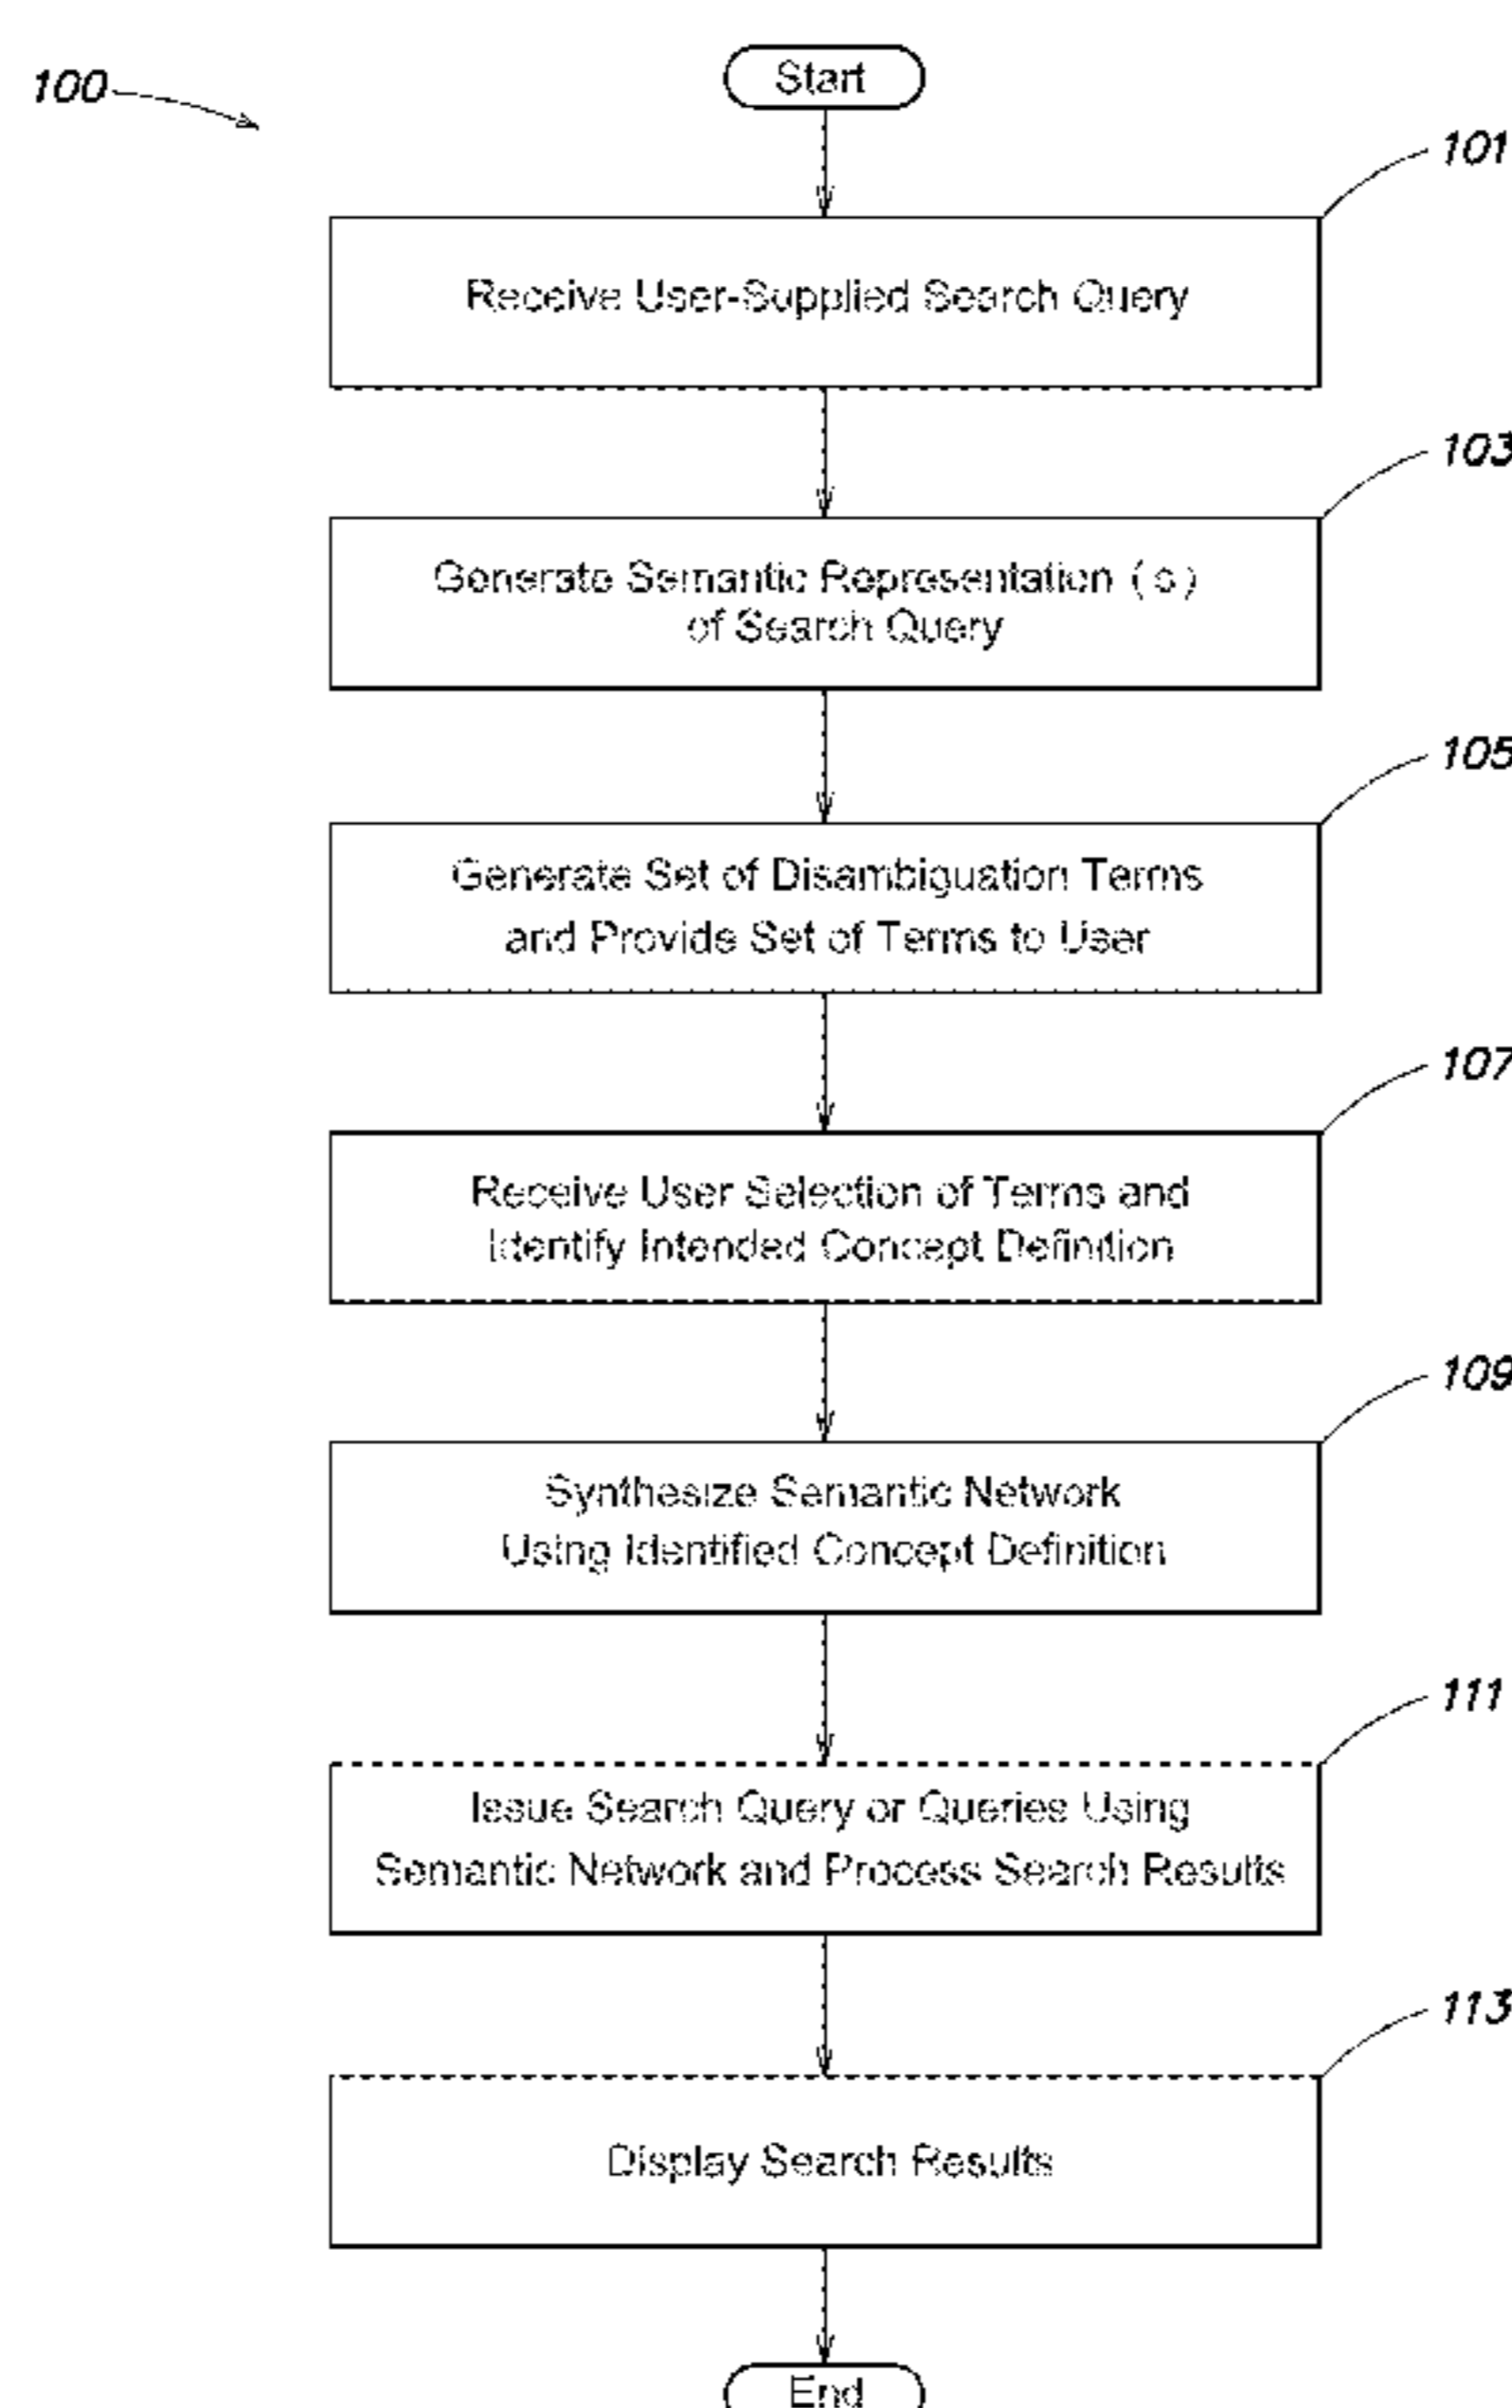 100
Start
101
Receive User-Supplied Search Query
103
Generate Semantic Representation (s)
of Search Query
105
Generate Set of Disambiguation Terms
and Provide Set of Terms to User
107
Receive User Selection of Terms and
Identify Intended Concept Definition
109
Synthesize Semantic Network
Using Identified Concept Definition
111
Issue Search Query or Queries Using
Semantic Network and Process Search Results
113
Display Search Results
End